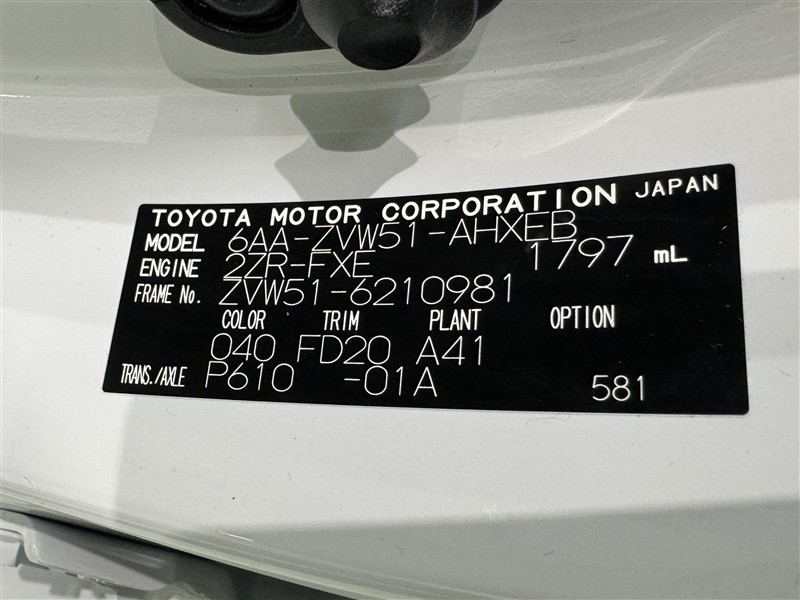 TOYOTA MOTOR CORPORATION JAPAN
MODEL 6AA-ZVW51-AHXEB
ENGINE 2ZR-FXE 1797 mL
FRAME No. ZVW51-6210981
COLOR TRIM PLANT OPTION
040 FD20 A41
TRANS./AXLE P610 -01A 581